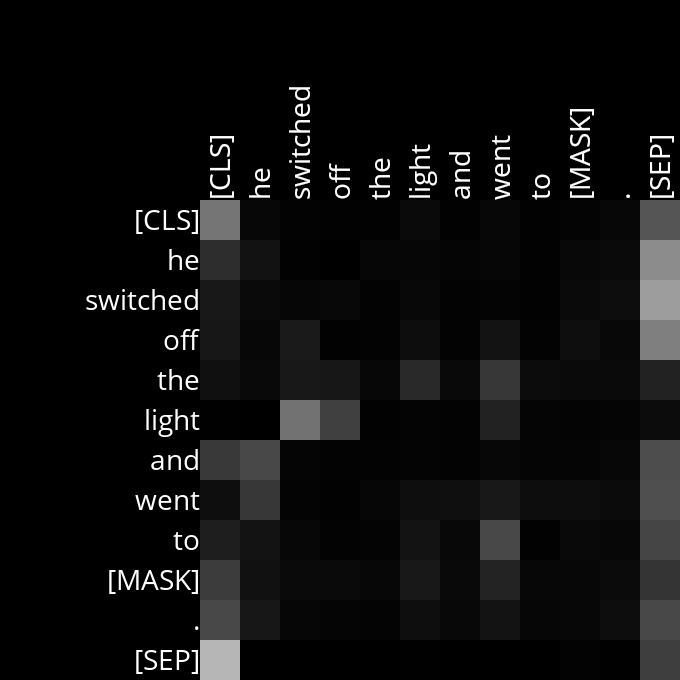 [CLS] he switched off the light and went to [MASK] . [SEP]
[CLS]
he
switched
off
the
light
and
went
to
[MASK]
.
[SEP]